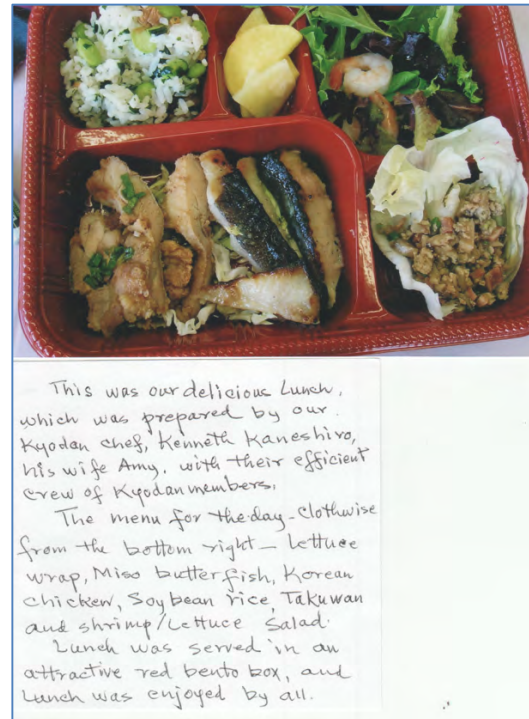 This was our delicious Lunch,
which was prepared by our
Kyodan chef, Kenneth Kaneshiro,
his wife Amy, with their efficient
crew of Kyodan members.
The menu for the day - Clothwise
from the bottom right - Lettuce
wrap, Miso butterfish, Korean
chicken, Soybean rice, Takuwan
and shrimp/Lettuce Salad.
Lunch was served in an
attractive red bento box, and
Lunch was enjoyed by all.